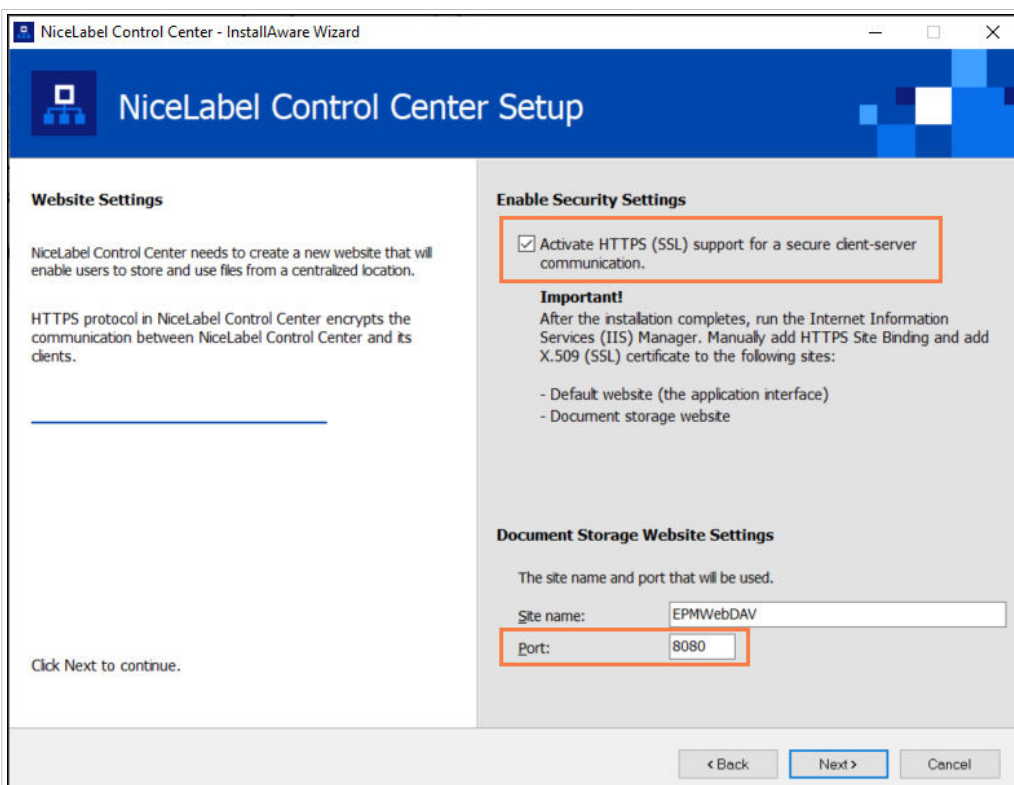 NiceLabel Control Center - InstallAware Wizard
NiceLabel Control Center Setup
Website Settings
NiceLabel Control Center needs to create a new website that will
enable users to store and use files from a centralized location.
HTTPS protocol in NiceLabel Control Center encrypts the
communication between NiceLabel Control Center and its
clients.
Click Next to continue.
Enable Security Settings
Activate HTTPS (SSL) support for a secure client-server
communication.
Important!
After the installation completes, run the Internet Information
Services (IIS) Manager. Manually add HTTPS Site Binding and add
X.509 (SSL) certificate to the following sites:
- Default website (the application interface)
- Document storage website
Document Storage Website Settings
The site name and port that will be used.
Site name: EPMWebDAV
Port: 8080
< Back Next > Cancel